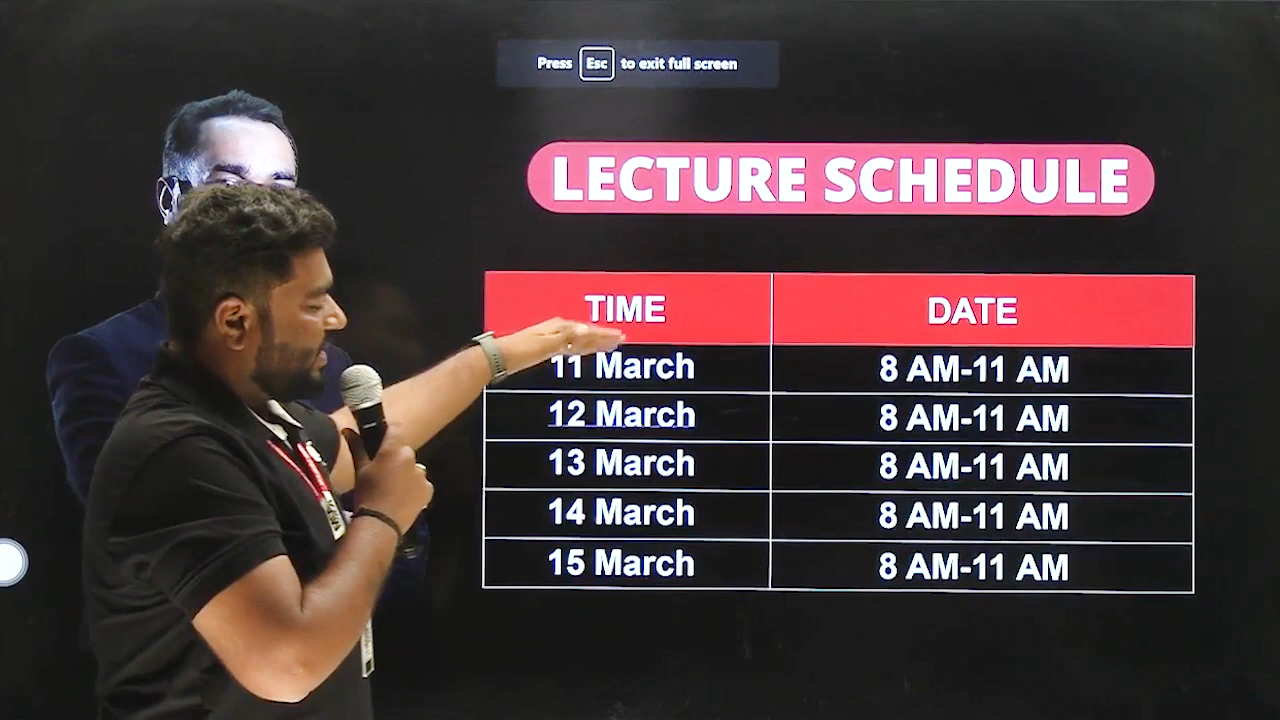 Press Esc to exit full screen
LECTURE SCHEDULE
TIME DATE
11 March 8 AM-11 AM
12 March 8 AM-11 AM
13 March 8 AM-11 AM
14 March 8 AM-11 AM
15 March 8 AM-11 AM